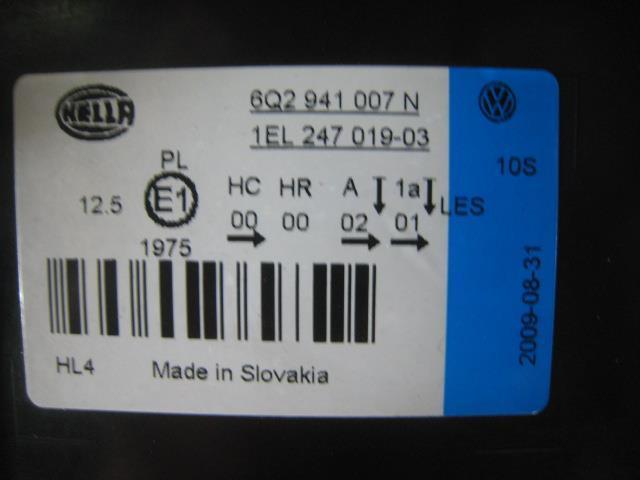 HELLA
6Q2 941 007 N
1EL 247 019-03
VW
10S
PL
12.5 E1 HC HR A 1a LES
00 00 02 01
1975
2009-08-31
HL4 Made in Slovakia